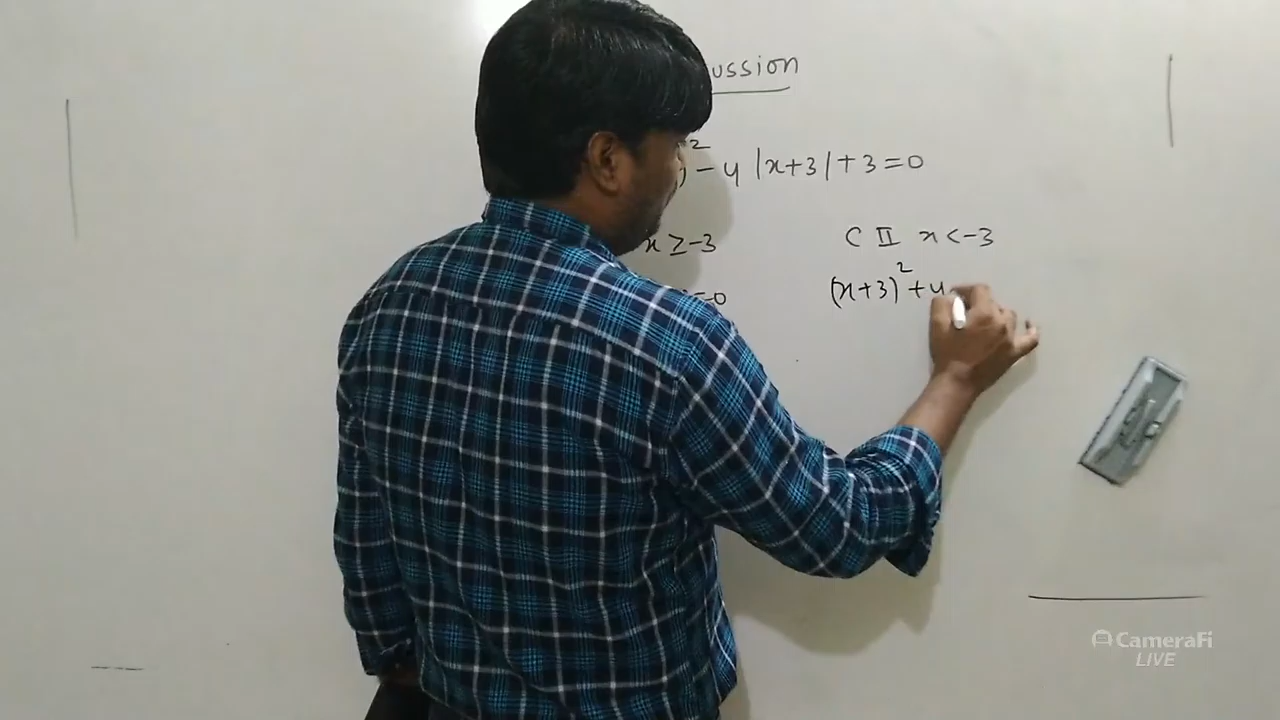 ussion
)² - 4 |x+3| + 3 = 0
x ≥ -3
C II x < -3
=0
(x+3)² + 4
CameraFi
LIVE